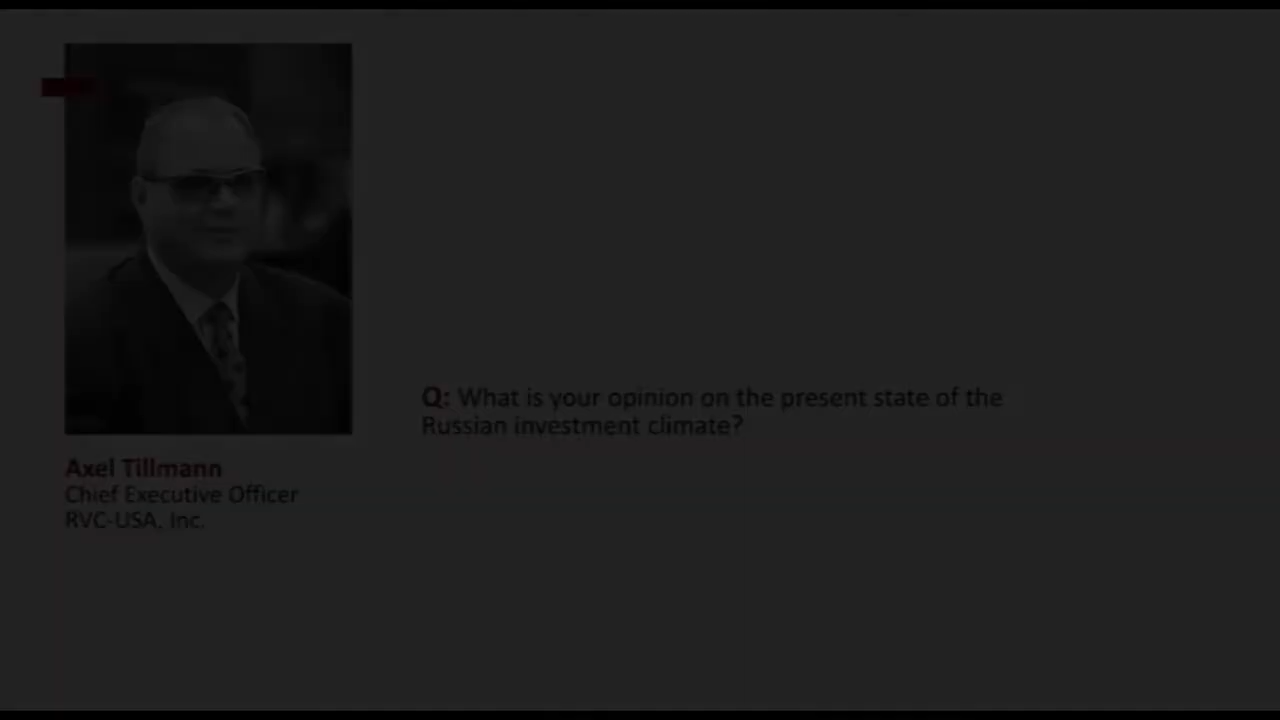 Axel Tillmann
Chief Executive Officer
RVC-USA, Inc.
Q: What is your opinion on the present state of the
Russian investment climate?